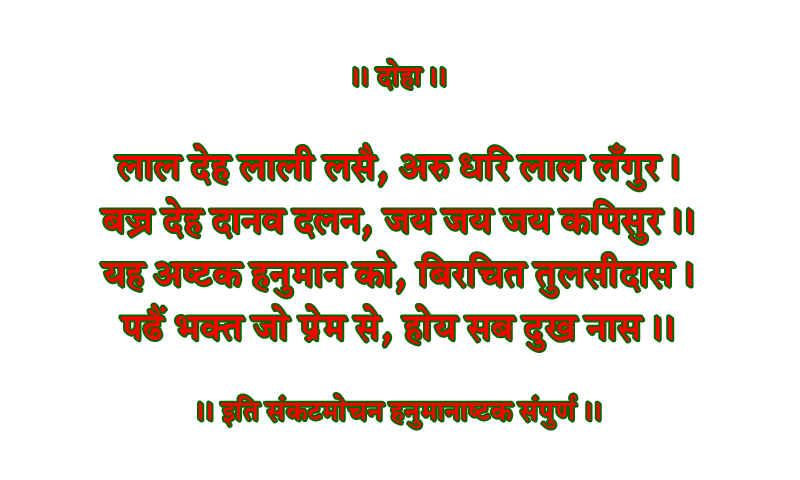 ।। दोहा ।।
लाल देह लाली लसै, अरु धरि लाल लँगुर ।
बज्र देह दानव दलन, जय जय जय कपिसुर ।।
यह अष्टक हनुमान को, बिरचित तुलसीदास ।
पढैं भक्त जो प्रेम से, होय सब दुख नास ।।
।। इति संकटमोचन हनुमानाष्टक संपुर्ण ।।